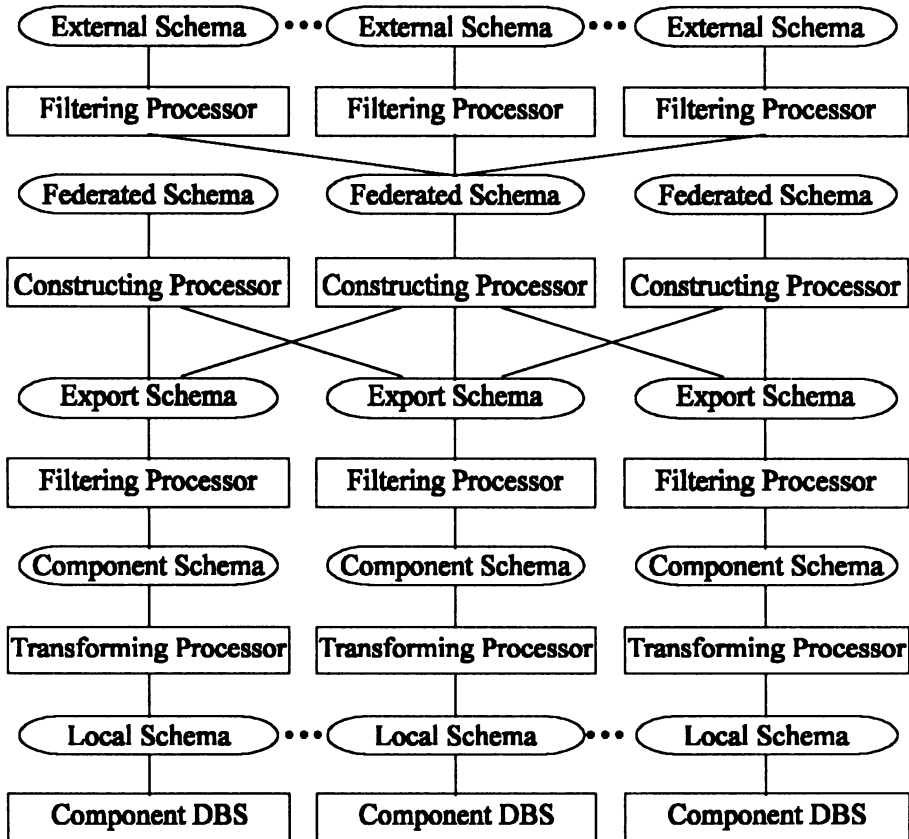 External Schema ••• External Schema ••• External Schema
Filtering Processor Filtering Processor Filtering Processor
Federated Schema Federated Schema Federated Schema
Constructing Processor Constructing Processor Constructing Processor
Export Schema Export Schema Export Schema
Filtering Processor Filtering Processor Filtering Processor
Component Schema Component Schema Component Schema
Transforming Processor Transforming Processor Transforming Processor
Local Schema ••• Local Schema ••• Local Schema
Component DBS Component DBS Component DBS